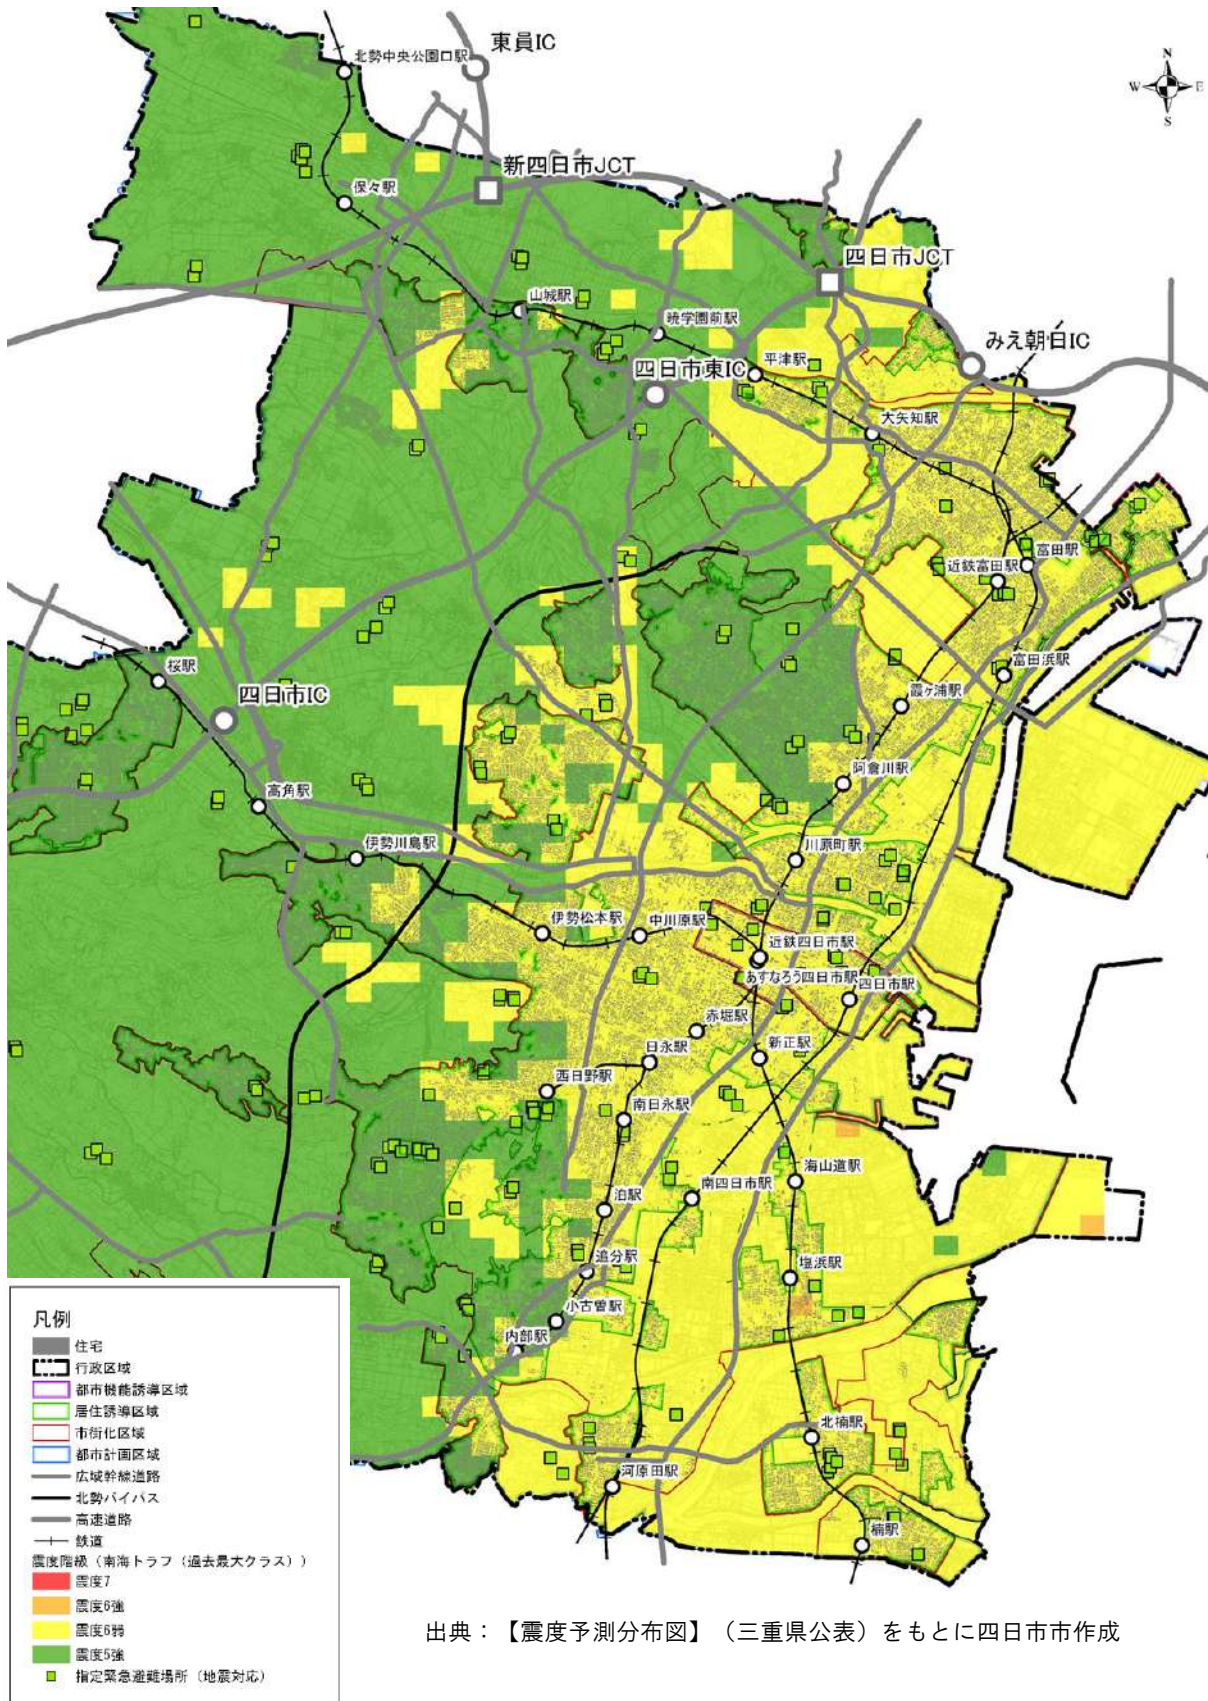 東員IC
北勢中央公園口駅
N
W
E
S
新四日市JCT
保々駅
四日市JCT
山城駅
暁学園前駅
みえ朝日IC
平津駅
四日市東IC
大矢知駅
富田駅
近鉄富田駅
富田浜駅
桜駅
四日市IC
霞ヶ浦駅
阿倉川駅
高角駅
伊勢川島駅
川原町駅
伊勢松本駅
中川原駅
近鉄四日市駅
あすなろう四日市駅
四日市駅
赤堀駅
新正駅
日永駅
西日野駅
南日永駅
海山道駅
南四日市駅
泊駅
追分駅
塩浜駅
小古曽駅
内部駅
北楠駅
河原田駅
楠駅
凡例
住宅
行政区域
都市機能誘導区域
居住誘導区域
市街化区域
都市計画区域
広域幹線道路
北勢バイパス
高速道路
鉄道
震度階級（南海トラフ（過去最大クラス））
震度7
震度6強
震度6弱
震度5強
指定緊急避難場所（地震対応）
出典：【震度予測分布図】（三重県公表）をもとに四日市市作成